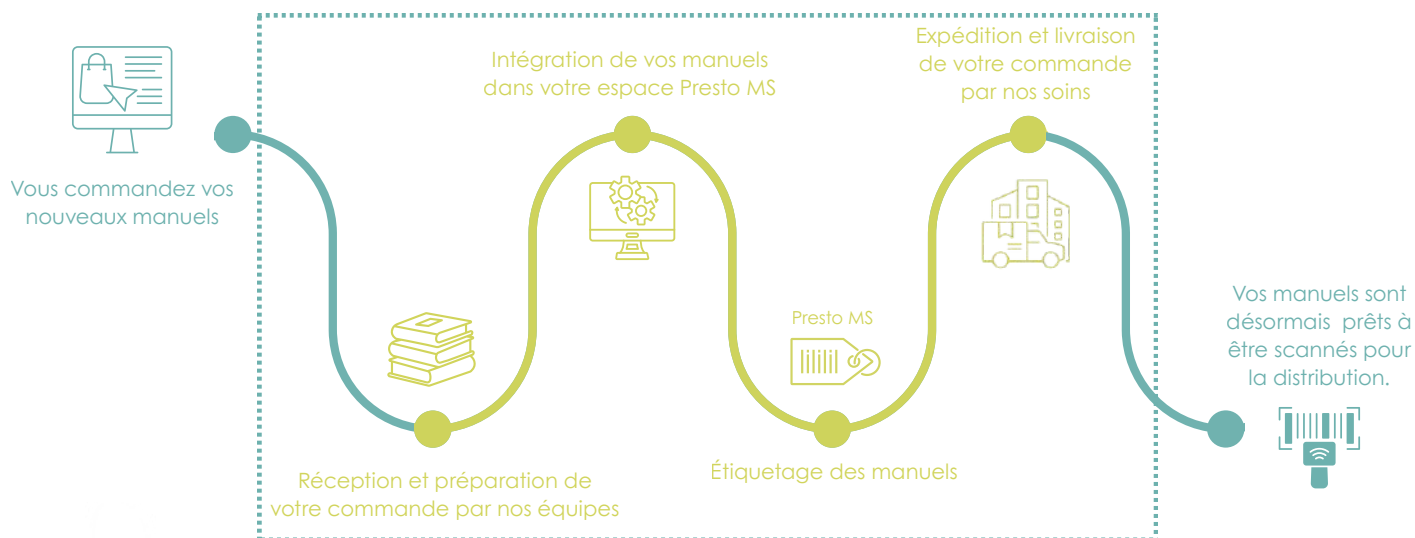 Vous commandez vos
nouveaux manuels
Réception et préparation de
votre commande par nos équipes
Intégration de vos manuels
dans votre espace Presto MS
Presto MS
Étiquetage des manuels
Expédition et livraison
de votre commande
par nos soins
Vos manuels sont
désormais  prêts à
être scannés pour
la distribution.